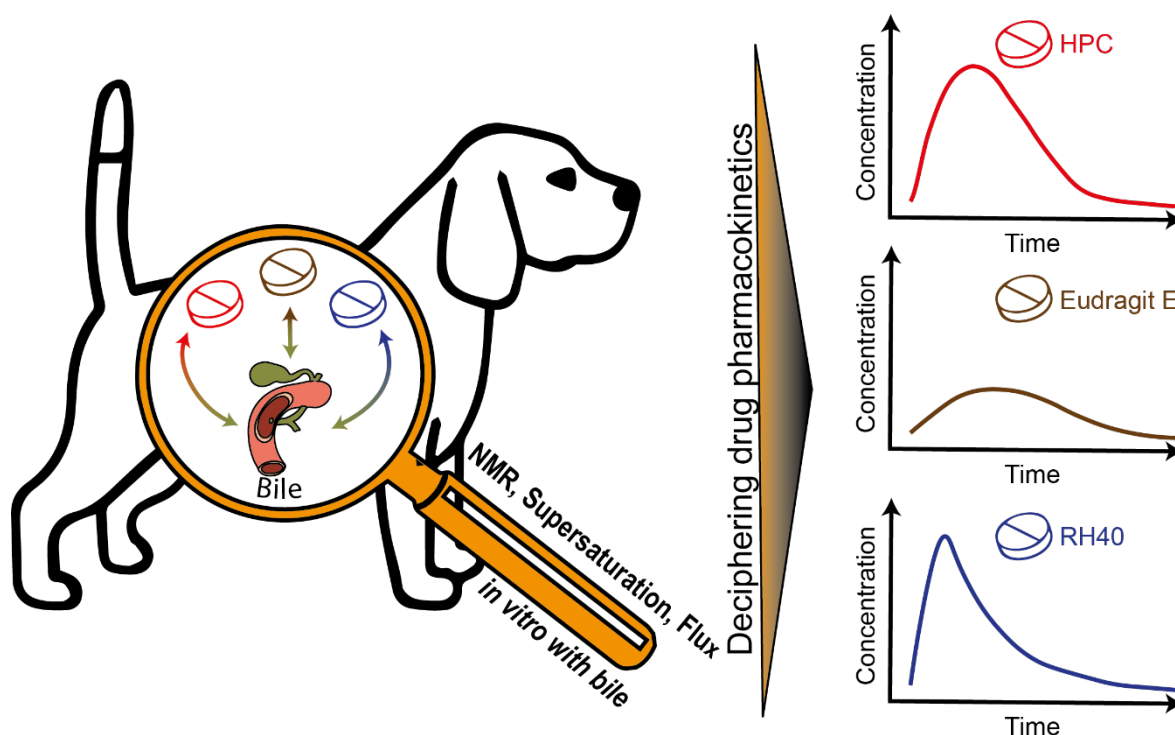 Bile
NMR, Supersaturation, Flux
in vitro with bile
Deciphering drug pharmacokinetics
HPC
Concentration
Time
Eudragit E
Concentration
Time
RH40
Concentration
Time